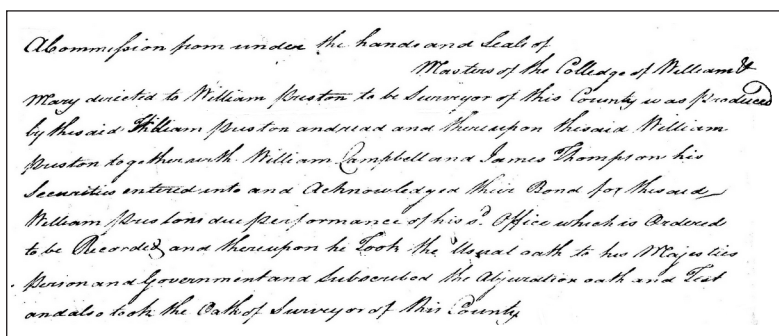 A Commission from under the hands and Seals of
Masters of the Colledge of William &
Mary directed to William Preston to be Surveyor of this County was Produced
by the said William Preston and read and thereupon the said William
Preston together with William Campbell and James Thompson his
Securities entered into and Acknowledged their Bond for the said
William Prestons due performance of his sd. Office which is Ordered
to be Recorded and thereupon he Took the Usual oath to his Majesties
Person and Government and Subscribed the Abjuration oath and Test
and also took the Oath of Surveyor of this County